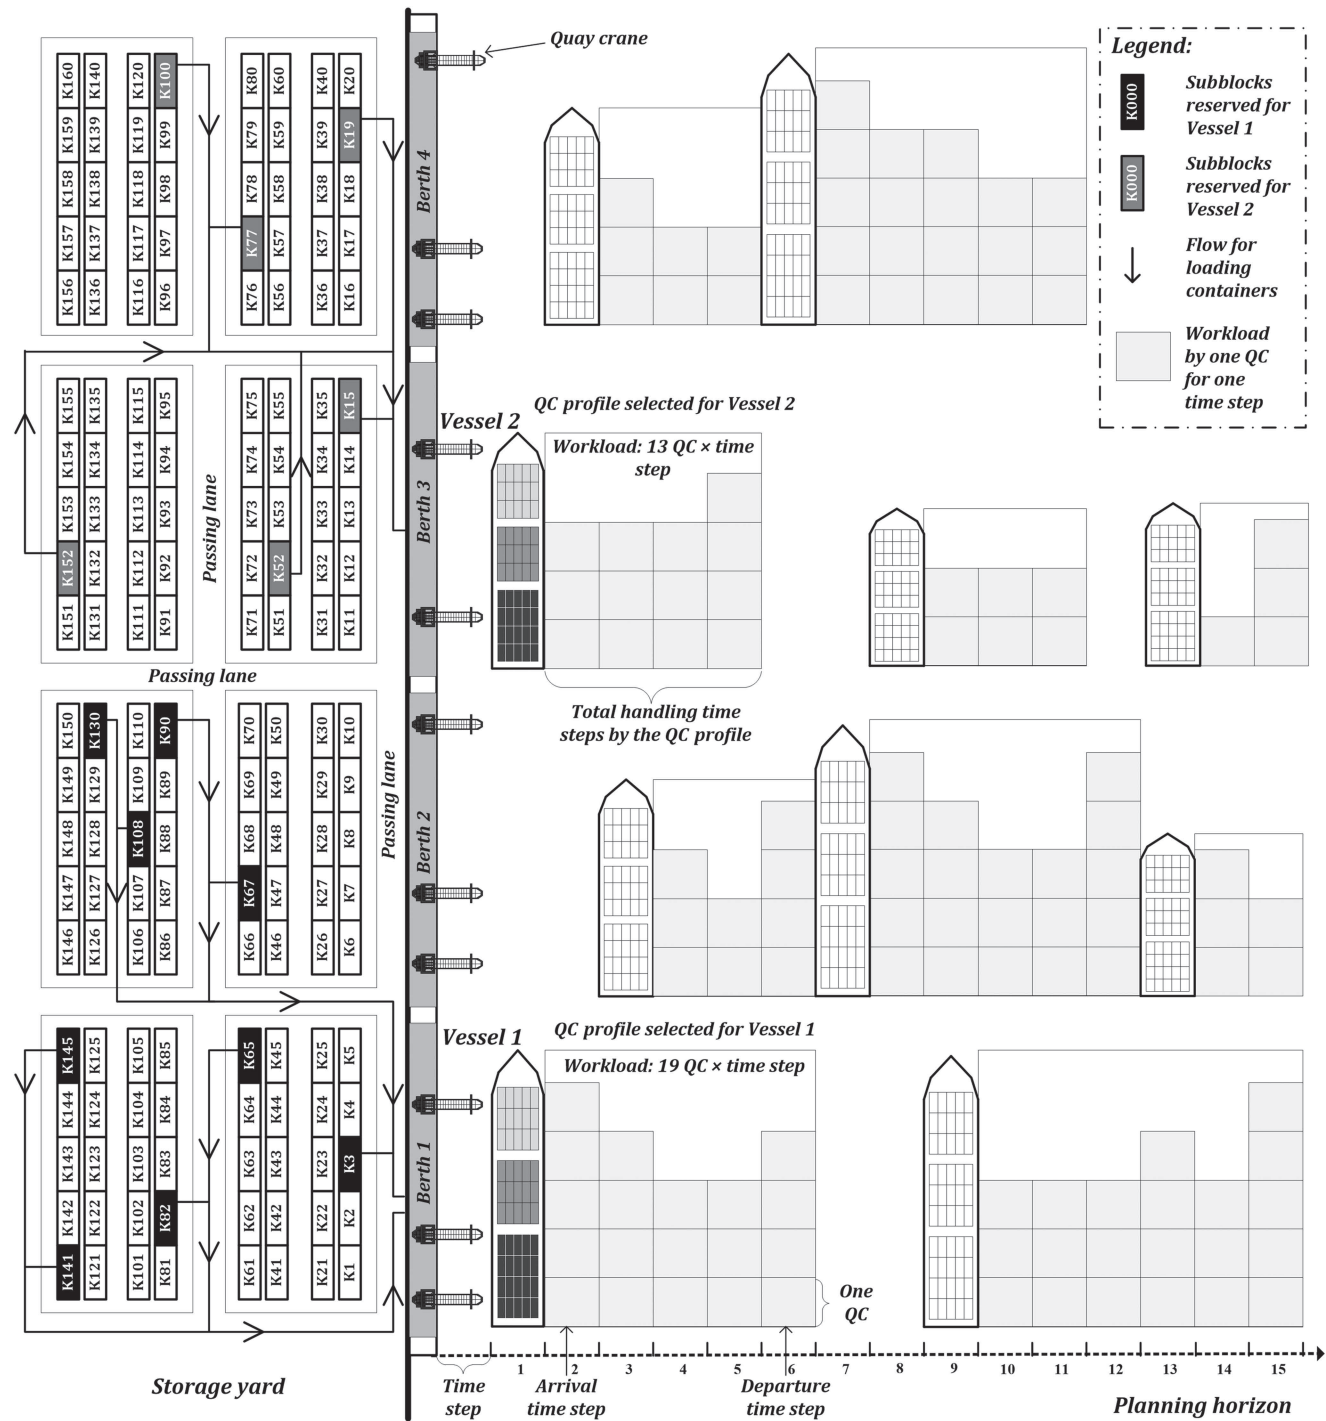 Quay crane
Legend:
K000
Subblocks
reserved for
Vessel 1
K000
Subblocks
reserved for
Vessel 2
Flow for
loading
containers
Workload
by one QC
for one
time step
K160 K140 K120 K100
K159 K139 K119 K99
K158 K138 K118 K98
K157 K137 K117 K97
K156 K136 K116 K96
K80 K60 K40 K20
K79 K59 K39 K19
K78 K58 K38 K18
K77 K57 K37 K17
K76 K56 K36 K16
Berth 4
K155 K135 K115 K95
K154 K134 K114 K94
K153 K133 K113 K93
K152 K132 K112 K92
K151 K131 K111 K91
Passing lane
K75 K55 K35 K15
K74 K54 K34 K14
K73 K53 K33 K13
K72 K52 K32 K12
K71 K51 K31 K11
Berth 3
Vessel 2
QC profile selected for Vessel 2
Workload: 13 QC × time
step
Total handling time
steps by the QC profile
Passing lane
K150 K130 K110 K90
K149 K129 K109 K89
K148 K128 K108 K88
K147 K127 K107 K87
K146 K126 K106 K86
K70 K50 K30 K10
K69 K49 K29 K9
K68 K48 K28 K8
K67 K47 K27 K7
K66 K46 K26 K6
Passing lane
Berth 2
K145 K125 K105 K85
K144 K124 K104 K84
K143 K123 K103 K83
K142 K122 K102 K82
K141 K121 K101 K81
K65 K45 K25 K5
K64 K44 K24 K4
K63 K43 K23 K3
K62 K42 K22 K2
K61 K41 K21 K1
Berth 1
Vessel 1
QC profile selected for Vessel 1
Workload: 19 QC × time step
One
QC
1 2 3 4 5 6 7 8 9 10 11 12 13 14 15
Storage yard
Time
step
Arrival
time step
Departure
time step
Planning horizon